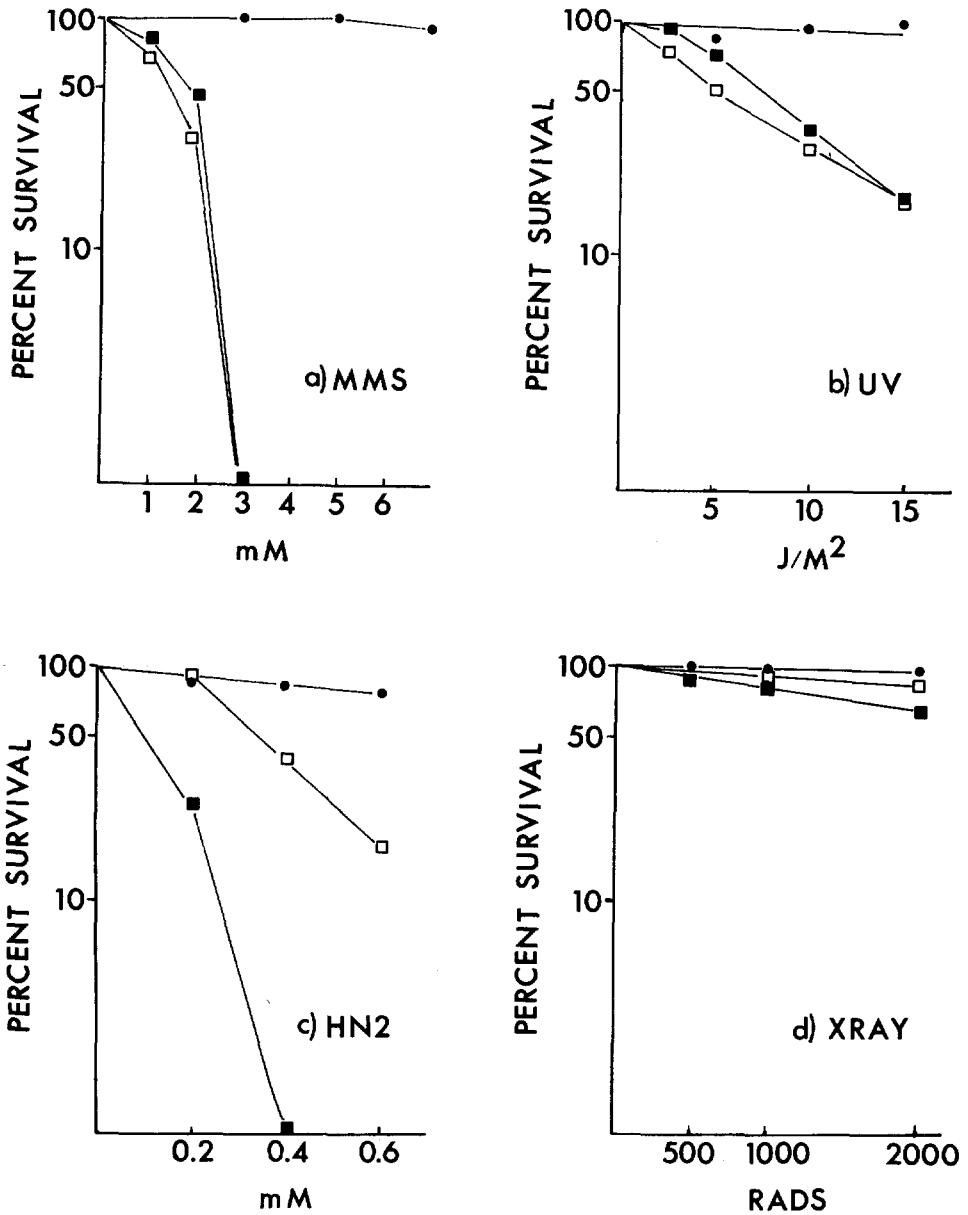 100
50
10
PERCENT SURVIVAL
a) MMS
1 2 3 4 5 6
mM
100
50
10
PERCENT SURVIVAL
b) UV
5 10 15
J/M²
100
50
10
PERCENT SURVIVAL
c) HN2
0.2 0.4 0.6
mM
100
50
10
PERCENT SURVIVAL
d) XRAY
500 1000 2000
RADS